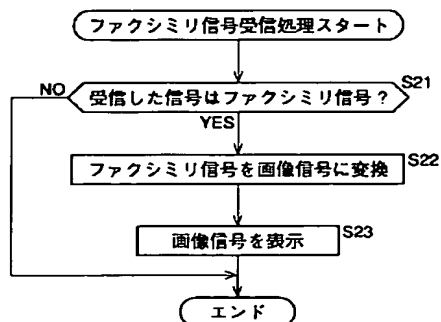 ファクシミリ信号受信処理スタート
S21
NO
受信した信号はファクシミリ信号？
YES
S22
ファクシミリ信号を画像信号に変換
S23
画像信号を表示
エンド